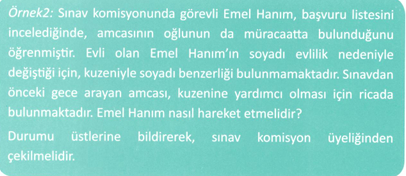 Örnek2: Sınav komisyonunda görevli Emel Hanım, başvuru listesini
incelediğinde, amcasının oğlunun da müracaatta bulunduğunu
öğrenmiştir. Evli olan Emel Hanım'ın soyadı evlilik nedeniyle
değiştiği için, kuzeniyle soyadı benzerliği bulunmamaktadır. Sınavdan
önceki gece arayan amcası, kuzenine yardımcı olması için ricada
bulunmaktadır. Emel Hanım nasıl hareket etmelidir?
Durumu üstlerine bildirerek, sınav komisyon üyeliğinden
çekilmelidir.